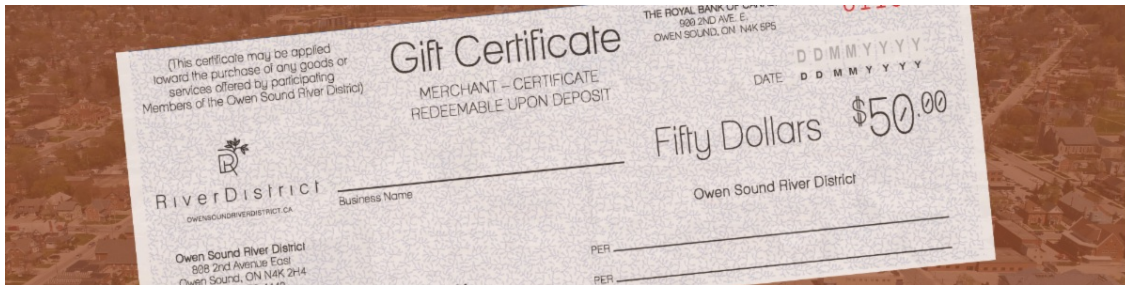 (This certificate may be applied
toward the purchase of any goods or
services offered by participating
Members of the Owen Sound River District)
Gift Certificate
MERCHANT – CERTIFICATE
REDEEMABLE UPON DEPOSIT
THE ROYAL BANK OF
900 2ND AVE. E.
OWEN SOUND, ON N4K 5P5
D D M M Y Y Y Y
DATE D D M M Y Y Y Y
Fifty Dollars $50.00
RiverDistrict
OWENSOUNDRIVERDISTRICT.CA
Business Name
Owen Sound River District
Owen Sound River District
808 2nd Avenue East
Owen Sound, ON N4K 2H4
PER
PER